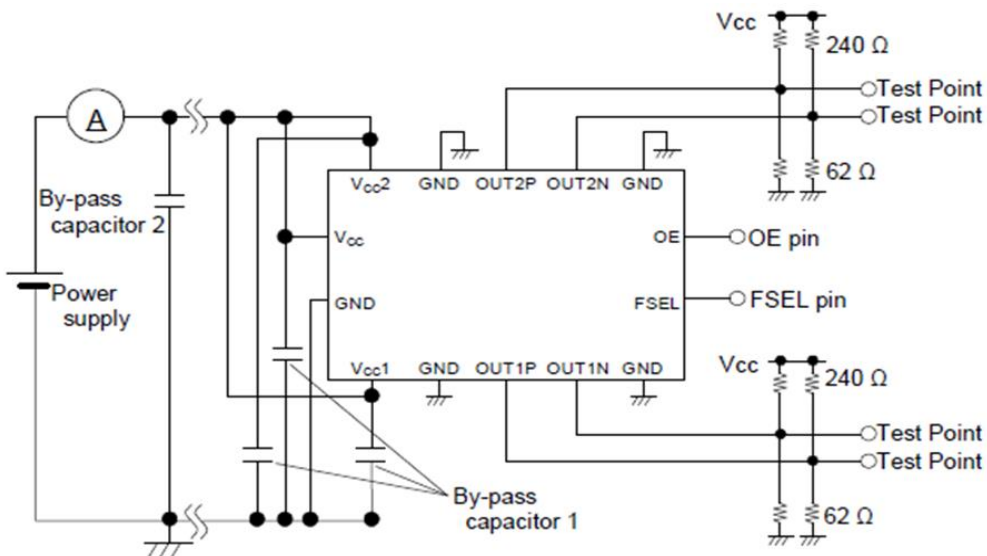 Vcc
240 Ω
Test Point
Test Point
62 Ω
A
By-pass
capacitor 2
Power
supply
Vcc2 GND OUT2P OUT2N GND
Vcc
OE
OE pin
GND
FSEL
FSEL pin
Vcc1 GND OUT1P OUT1N GND
Vcc
240 Ω
Test Point
Test Point
62 Ω
By-pass
capacitor 1